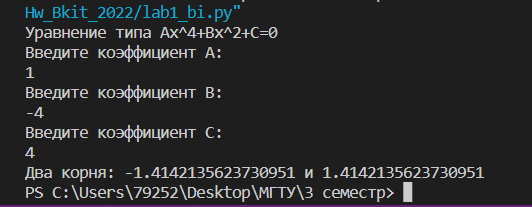 Hw_Bkit_2022/lab1_bi.py"
Уравнение типа Ax^4+Bx^2+C=0
Введите коэффициент A:
1
Введите коэффициент B:
-4
Введите коэффициент C:
4
Два корня: -1.4142135623730951 и 1.4142135623730951
PS C:\Users\79252\Desktop\МГТУ\3 семестр>